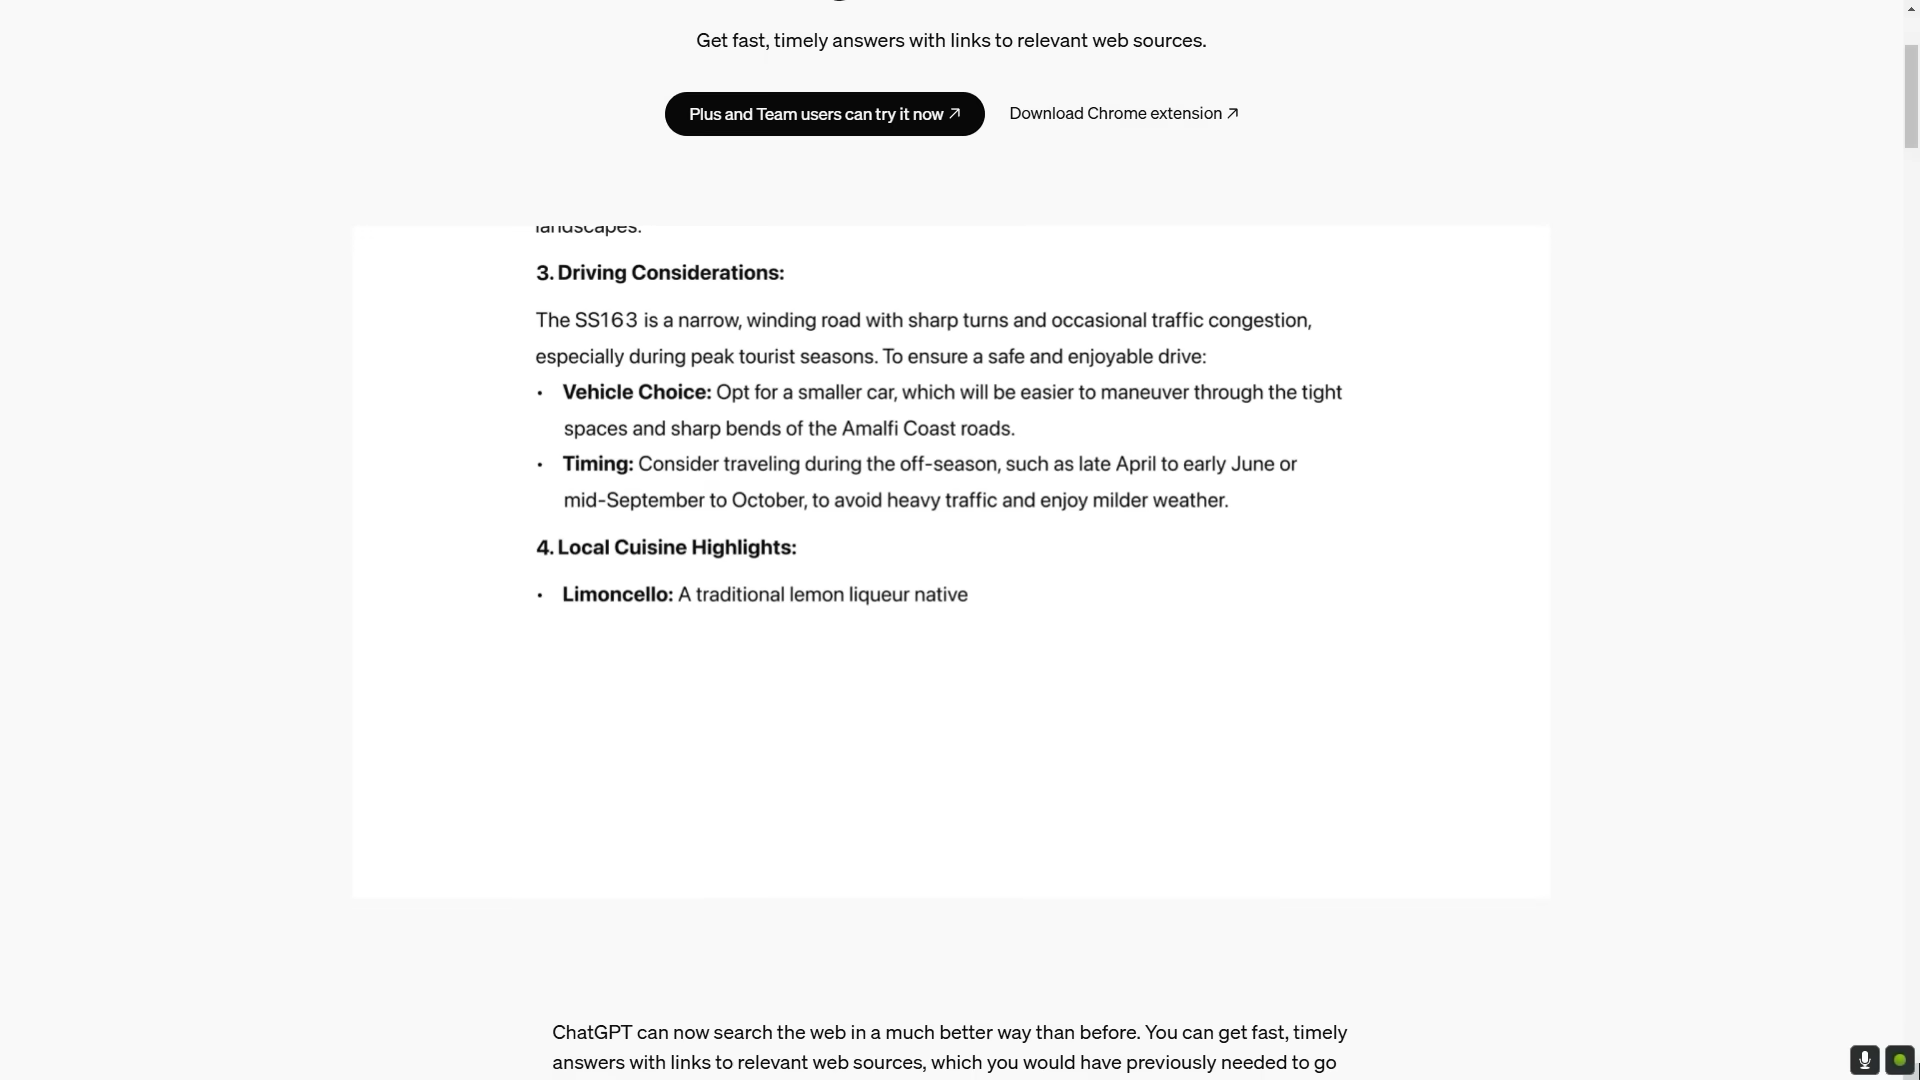 Get fast, timely answers with links to relevant web sources.
Plus and Team users can try it now ↗ Download Chrome extension ↗
landscapes.
3. Driving Considerations:
The SS163 is a narrow, winding road with sharp turns and occasional traffic congestion,
especially during peak tourist seasons. To ensure a safe and enjoyable drive:
• Vehicle Choice: Opt for a smaller car, which will be easier to maneuver through the tight
spaces and sharp bends of the Amalfi Coast roads.
• Timing: Consider traveling during the off-season, such as late April to early June or
mid-September to October, to avoid heavy traffic and enjoy milder weather.
4. Local Cuisine Highlights:
• Limoncello: A traditional lemon liqueur native
ChatGPT can now search the web in a much better way than before. You can get fast, timely
answers with links to relevant web sources, which you would have previously needed to go